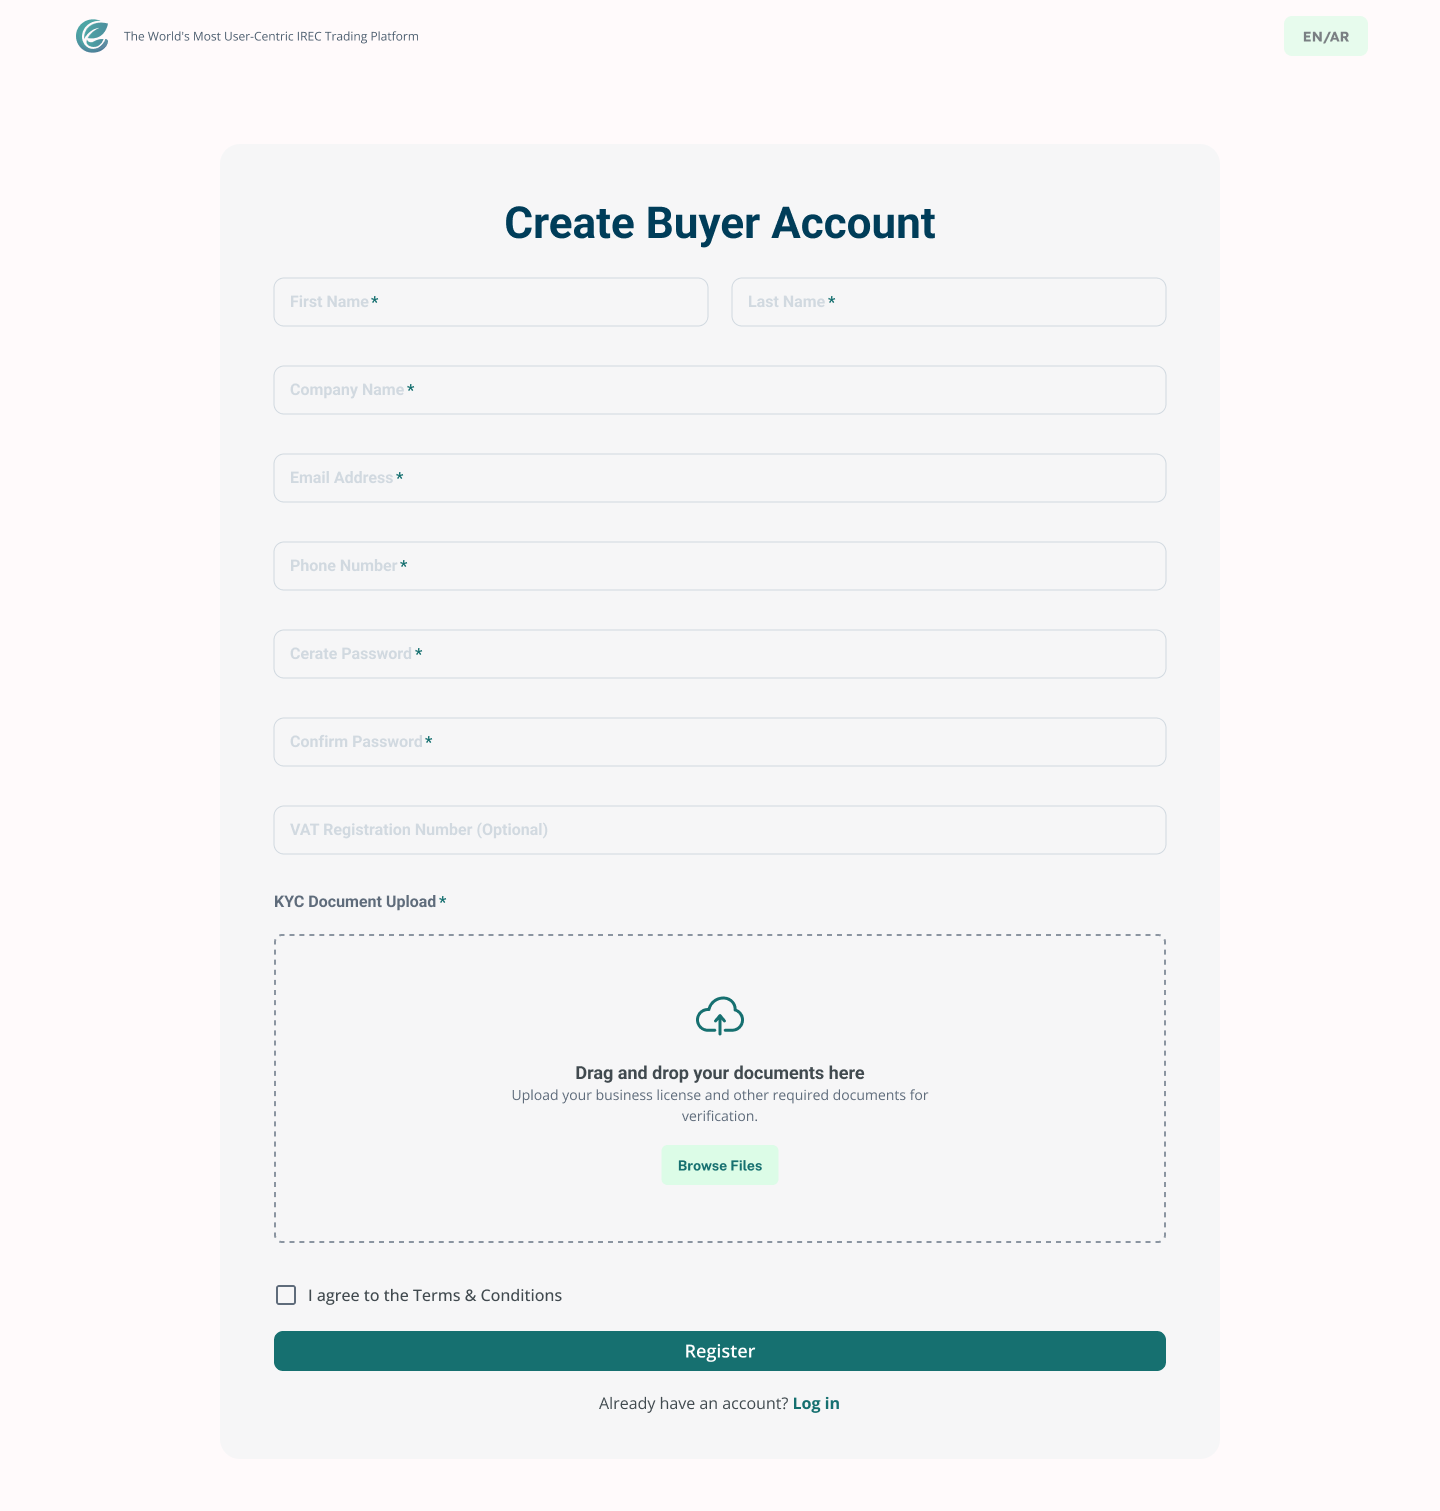 The World's Most User-Centric IREC Trading Platform
EN/AR
Create Buyer Account
First Name *
Last Name *
Company Name *
Email Address *
Phone Number *
Cerate Password *
Confirm Password *
VAT Registration Number (Optional)
KYC Document Upload *
Drag and drop your documents here
Upload your business license and other required documents for
verification.
Browse Files
I agree to the Terms & Conditions
Register
Already have an account? Log in